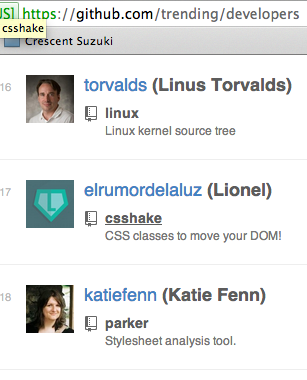 US] https://github.com/trending/developers
csshake
Crescent Suzuki
16 torvalds (Linus Torvalds)
linux
Linux kernel source tree
17 elrumordelaluz (Lionel)
csshake
CSS classes to move your DOM!
18 katiefenn (Katie Fenn)
parker
Stylesheet analysis tool.